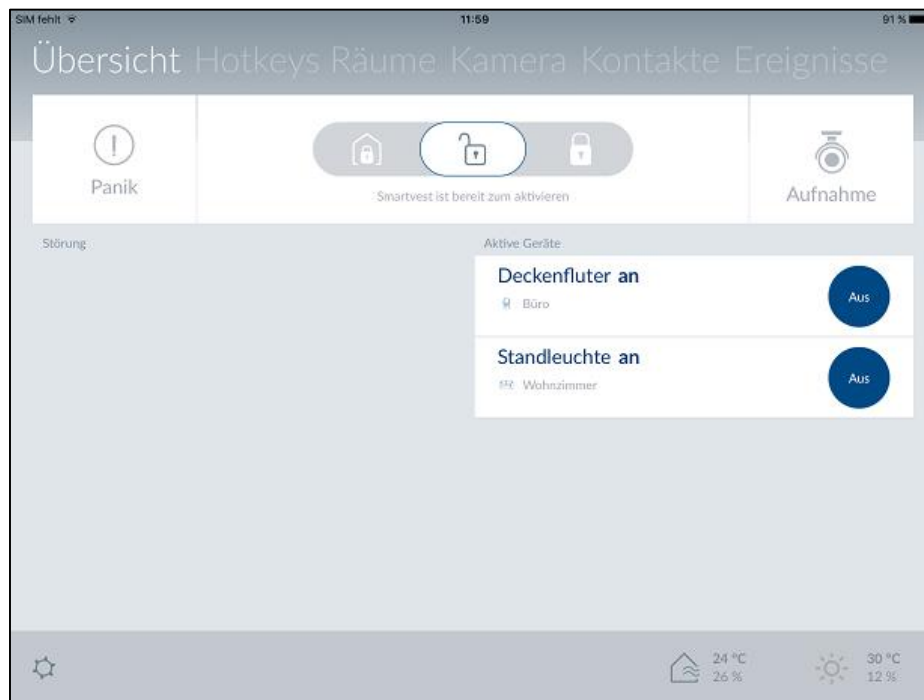 SIM fehlt 11:59 91 %
Übersicht Hotkeys Räume Kamera Kontakte Ereignisse
Panik
Smartvest ist bereit zum aktivieren
Aufnahme
Störung
Aktive Geräte
Deckenfluter an
Büro
Aus
Standleuchte an
Wohnzimmer
Aus
24 °C
26 %
30 °C
12 %